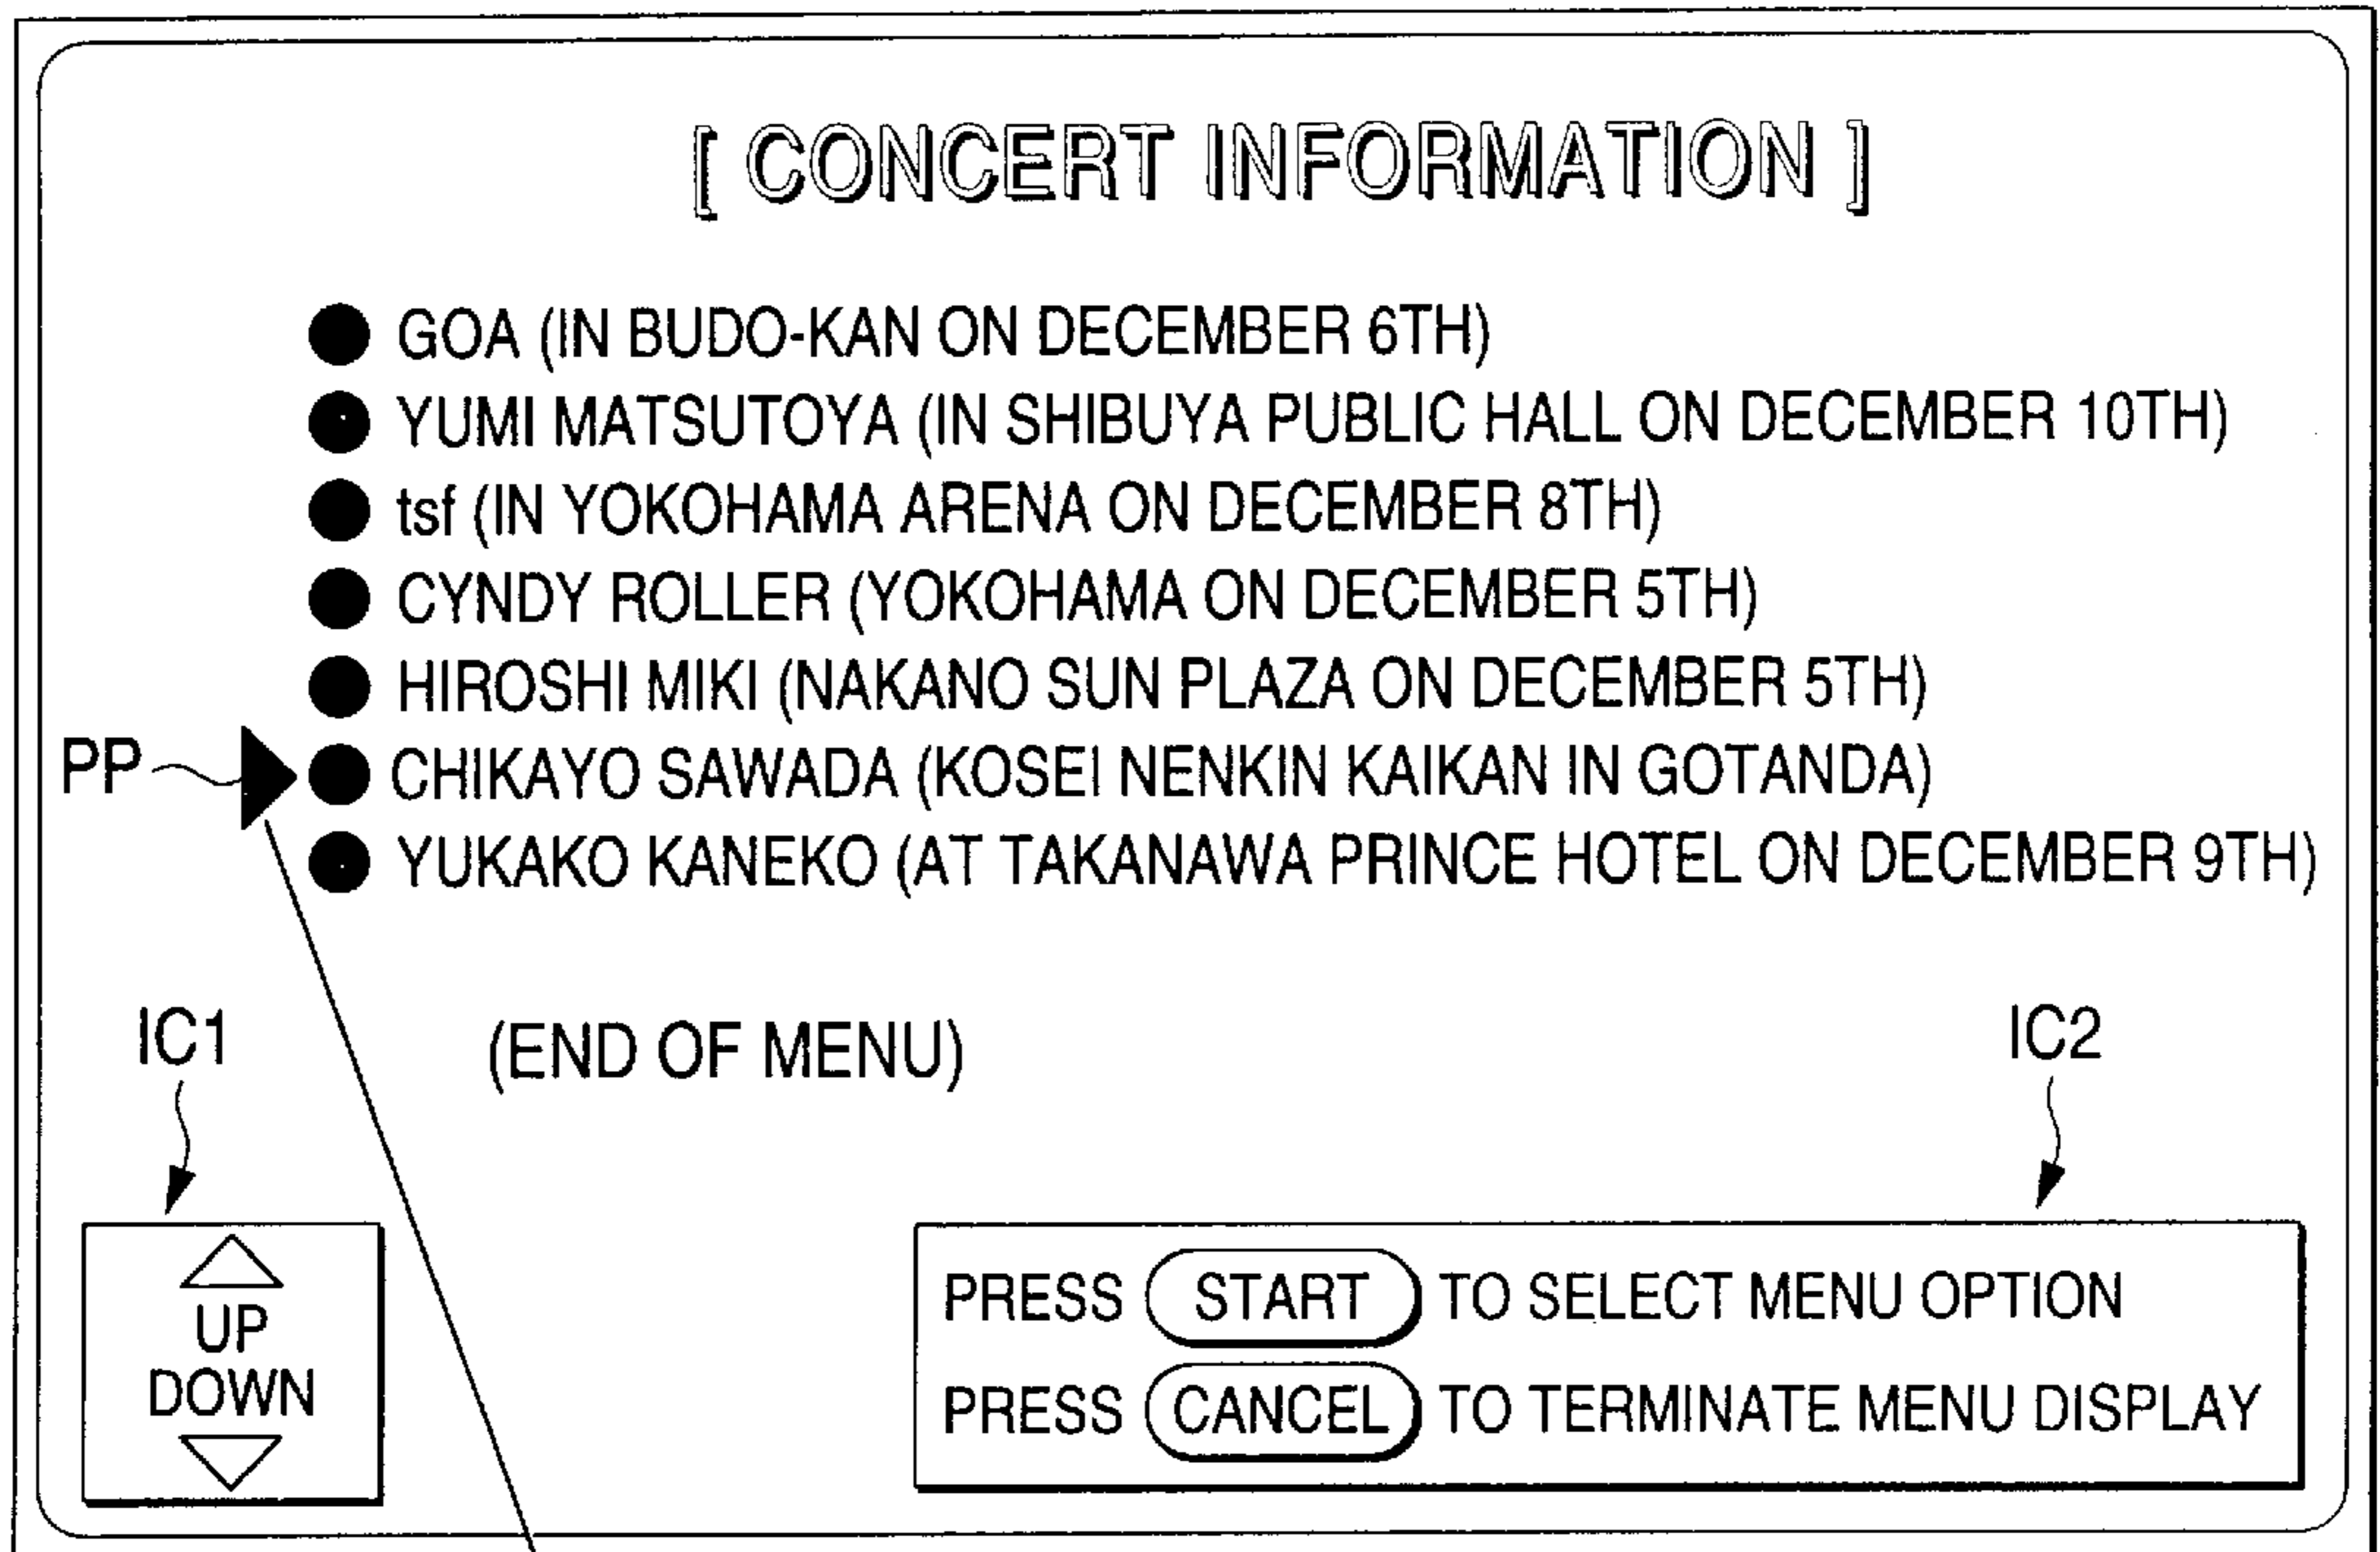 [ CONCERT INFORMATION ]
● GOA (IN BUDO-KAN ON DECEMBER 6TH)
● YUMI MATSUTOYA (IN SHIBUYA PUBLIC HALL ON DECEMBER 10TH)
● tsf (IN YOKOHAMA ARENA ON DECEMBER 8TH)
● CYNDY ROLLER (YOKOHAMA ON DECEMBER 5TH)
● HIROSHI MIKI (NAKANO SUN PLAZA ON DECEMBER 5TH)
PP ● CHIKAYO SAWADA (KOSEI NENKIN KAIKAN IN GOTANDA)
● YUKAKO KANEKO (AT TAKANAWA PRINCE HOTEL ON DECEMBER 9TH)
IC1
(END OF MENU)
IC2
UP
DOWN
PRESS START TO SELECT MENU OPTION
PRESS CANCEL TO TERMINATE MENU DISPLAY